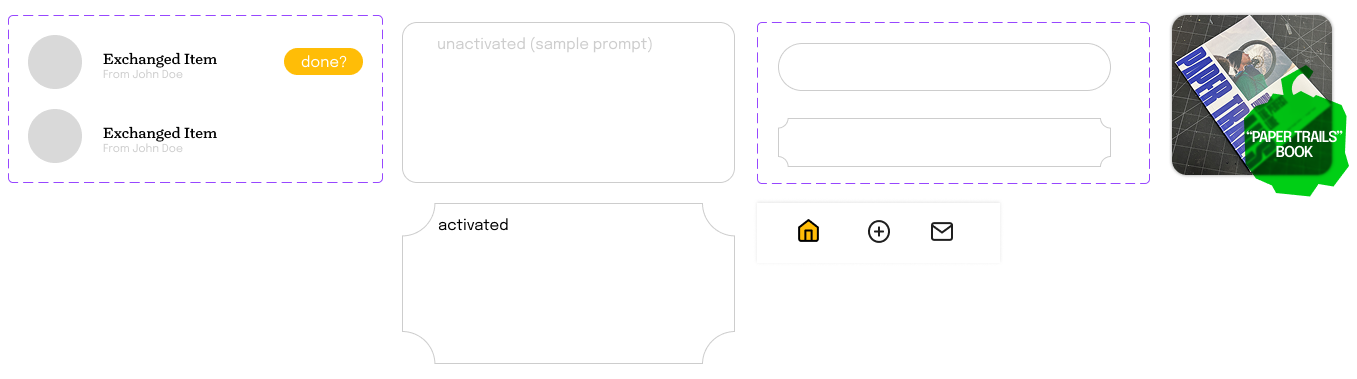 Exchanged Item
From John Doe
done?
Exchanged Item
From John Doe
unactivated (sample prompt)
activated
PAPER TRAILS
“PAPER TRAILS”
BOOK